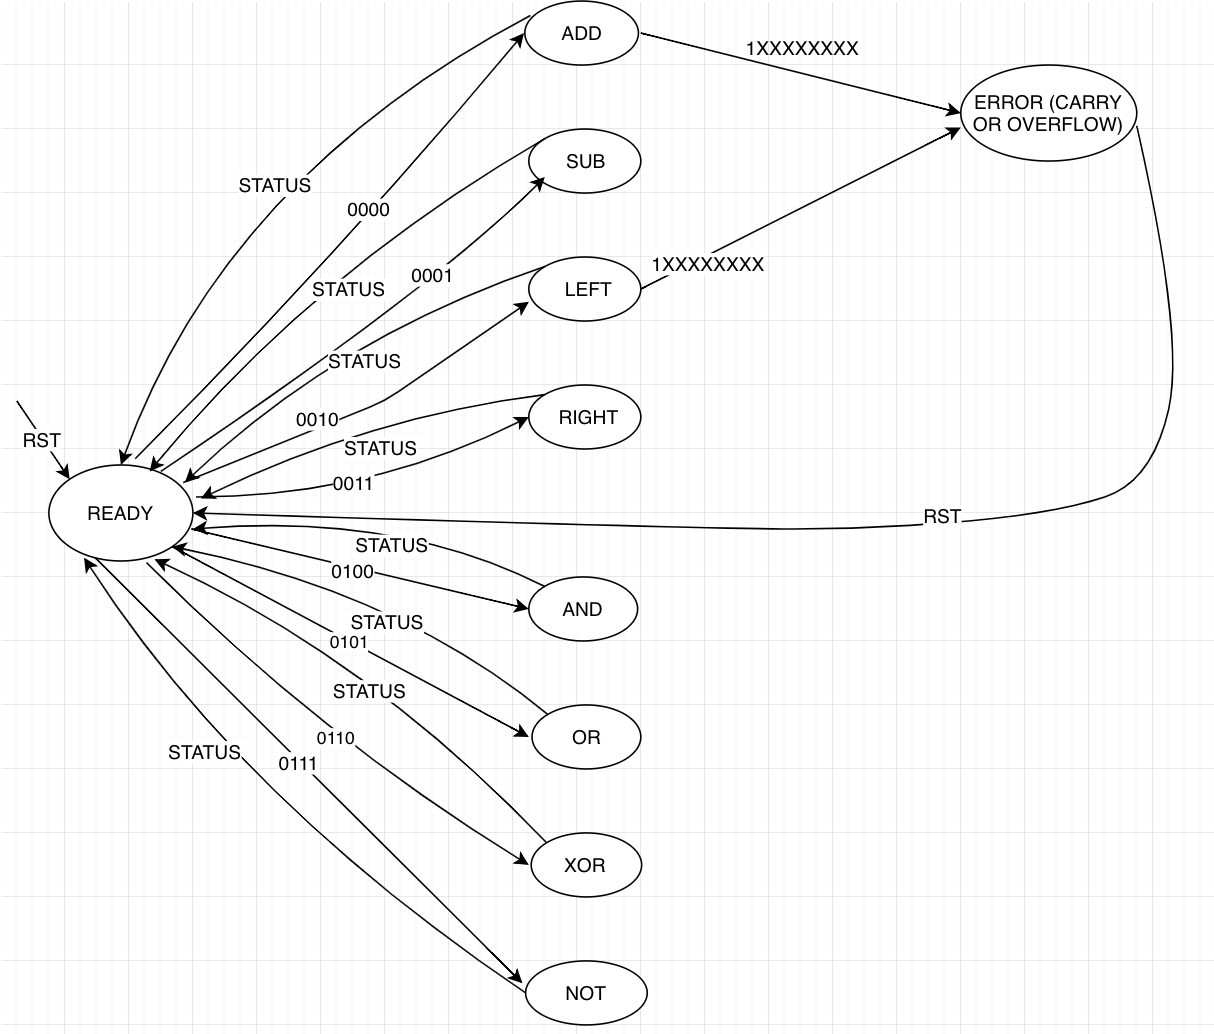 ADD
1XXXXXXXX
ERROR (CARRY
OR OVERFLOW)
SUB
STATUS
0000
LEFT
1XXXXXXXX
0001
STATUS
STATUS
RIGHT
0010
RST
STATUS
0011
READY
RST
STATUS
0100
AND
STATUS
0101
STATUS
OR
0110
STATUS
0111
XOR
NOT